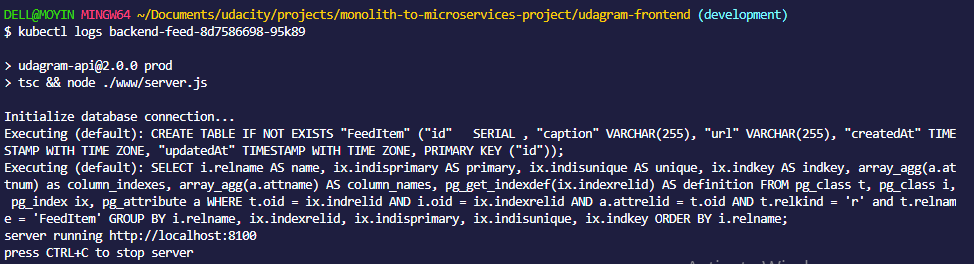 DELL@MOYIN MINGW64 ~/Documents/udacity/projects/monolith-to-microservices-project/udagram-frontend (development)
$ kubectl logs backend-feed-8d7586698-95k89
> udagram-api@2.0.0 prod
> tsc && node ./www/server.js
Initialize database connection...
Executing (default): CREATE TABLE IF NOT EXISTS "FeedItem" ("id"   SERIAL , "caption" VARCHAR(255), "url" VARCHAR(255), "createdAt" TIME
STAMP WITH TIME ZONE, "updatedAt" TIMESTAMP WITH TIME ZONE, PRIMARY KEY ("id"));
Executing (default): SELECT i.relname AS name, ix.indisprimary AS primary, ix.indisunique AS unique, ix.indkey AS indkey, array_agg(a.at
tnum) as column_indexes, array_agg(a.attname) AS column_names, pg_get_indexdef(ix.indexrelid) AS definition FROM pg_class t, pg_class i,
 pg_index ix, pg_attribute a WHERE t.oid = ix.indrelid AND i.oid = ix.indexrelid AND a.attrelid = t.oid AND t.relkind = 'r' and t.relnam
e = 'FeedItem' GROUP BY i.relname, ix.indexrelid, ix.indisprimary, ix.indisunique, ix.indkey ORDER BY i.relname;
server running http://localhost:8100
press CTRL+C to stop server